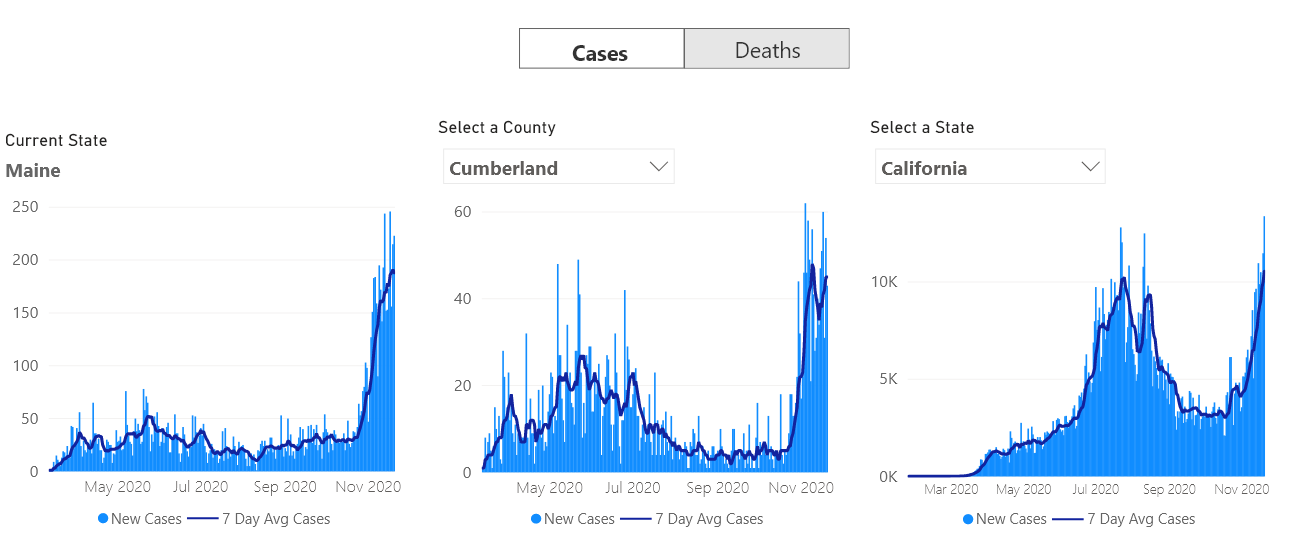 Cases Deaths
Current State
Maine
250
200
150
100
50
0
May 2020 Jul 2020 Sep 2020 Nov 2020
New Cases 7 Day Avg Cases
Select a County
Cumberland
60
40
20
0
May 2020 Jul 2020 Sep 2020 Nov 2020
New Cases 7 Day Avg Cases
Select a State
California
10K
5K
0K
Mar 2020 May 2020 Jul 2020 Sep 2020 Nov 2020
New Cases 7 Day Avg Cases